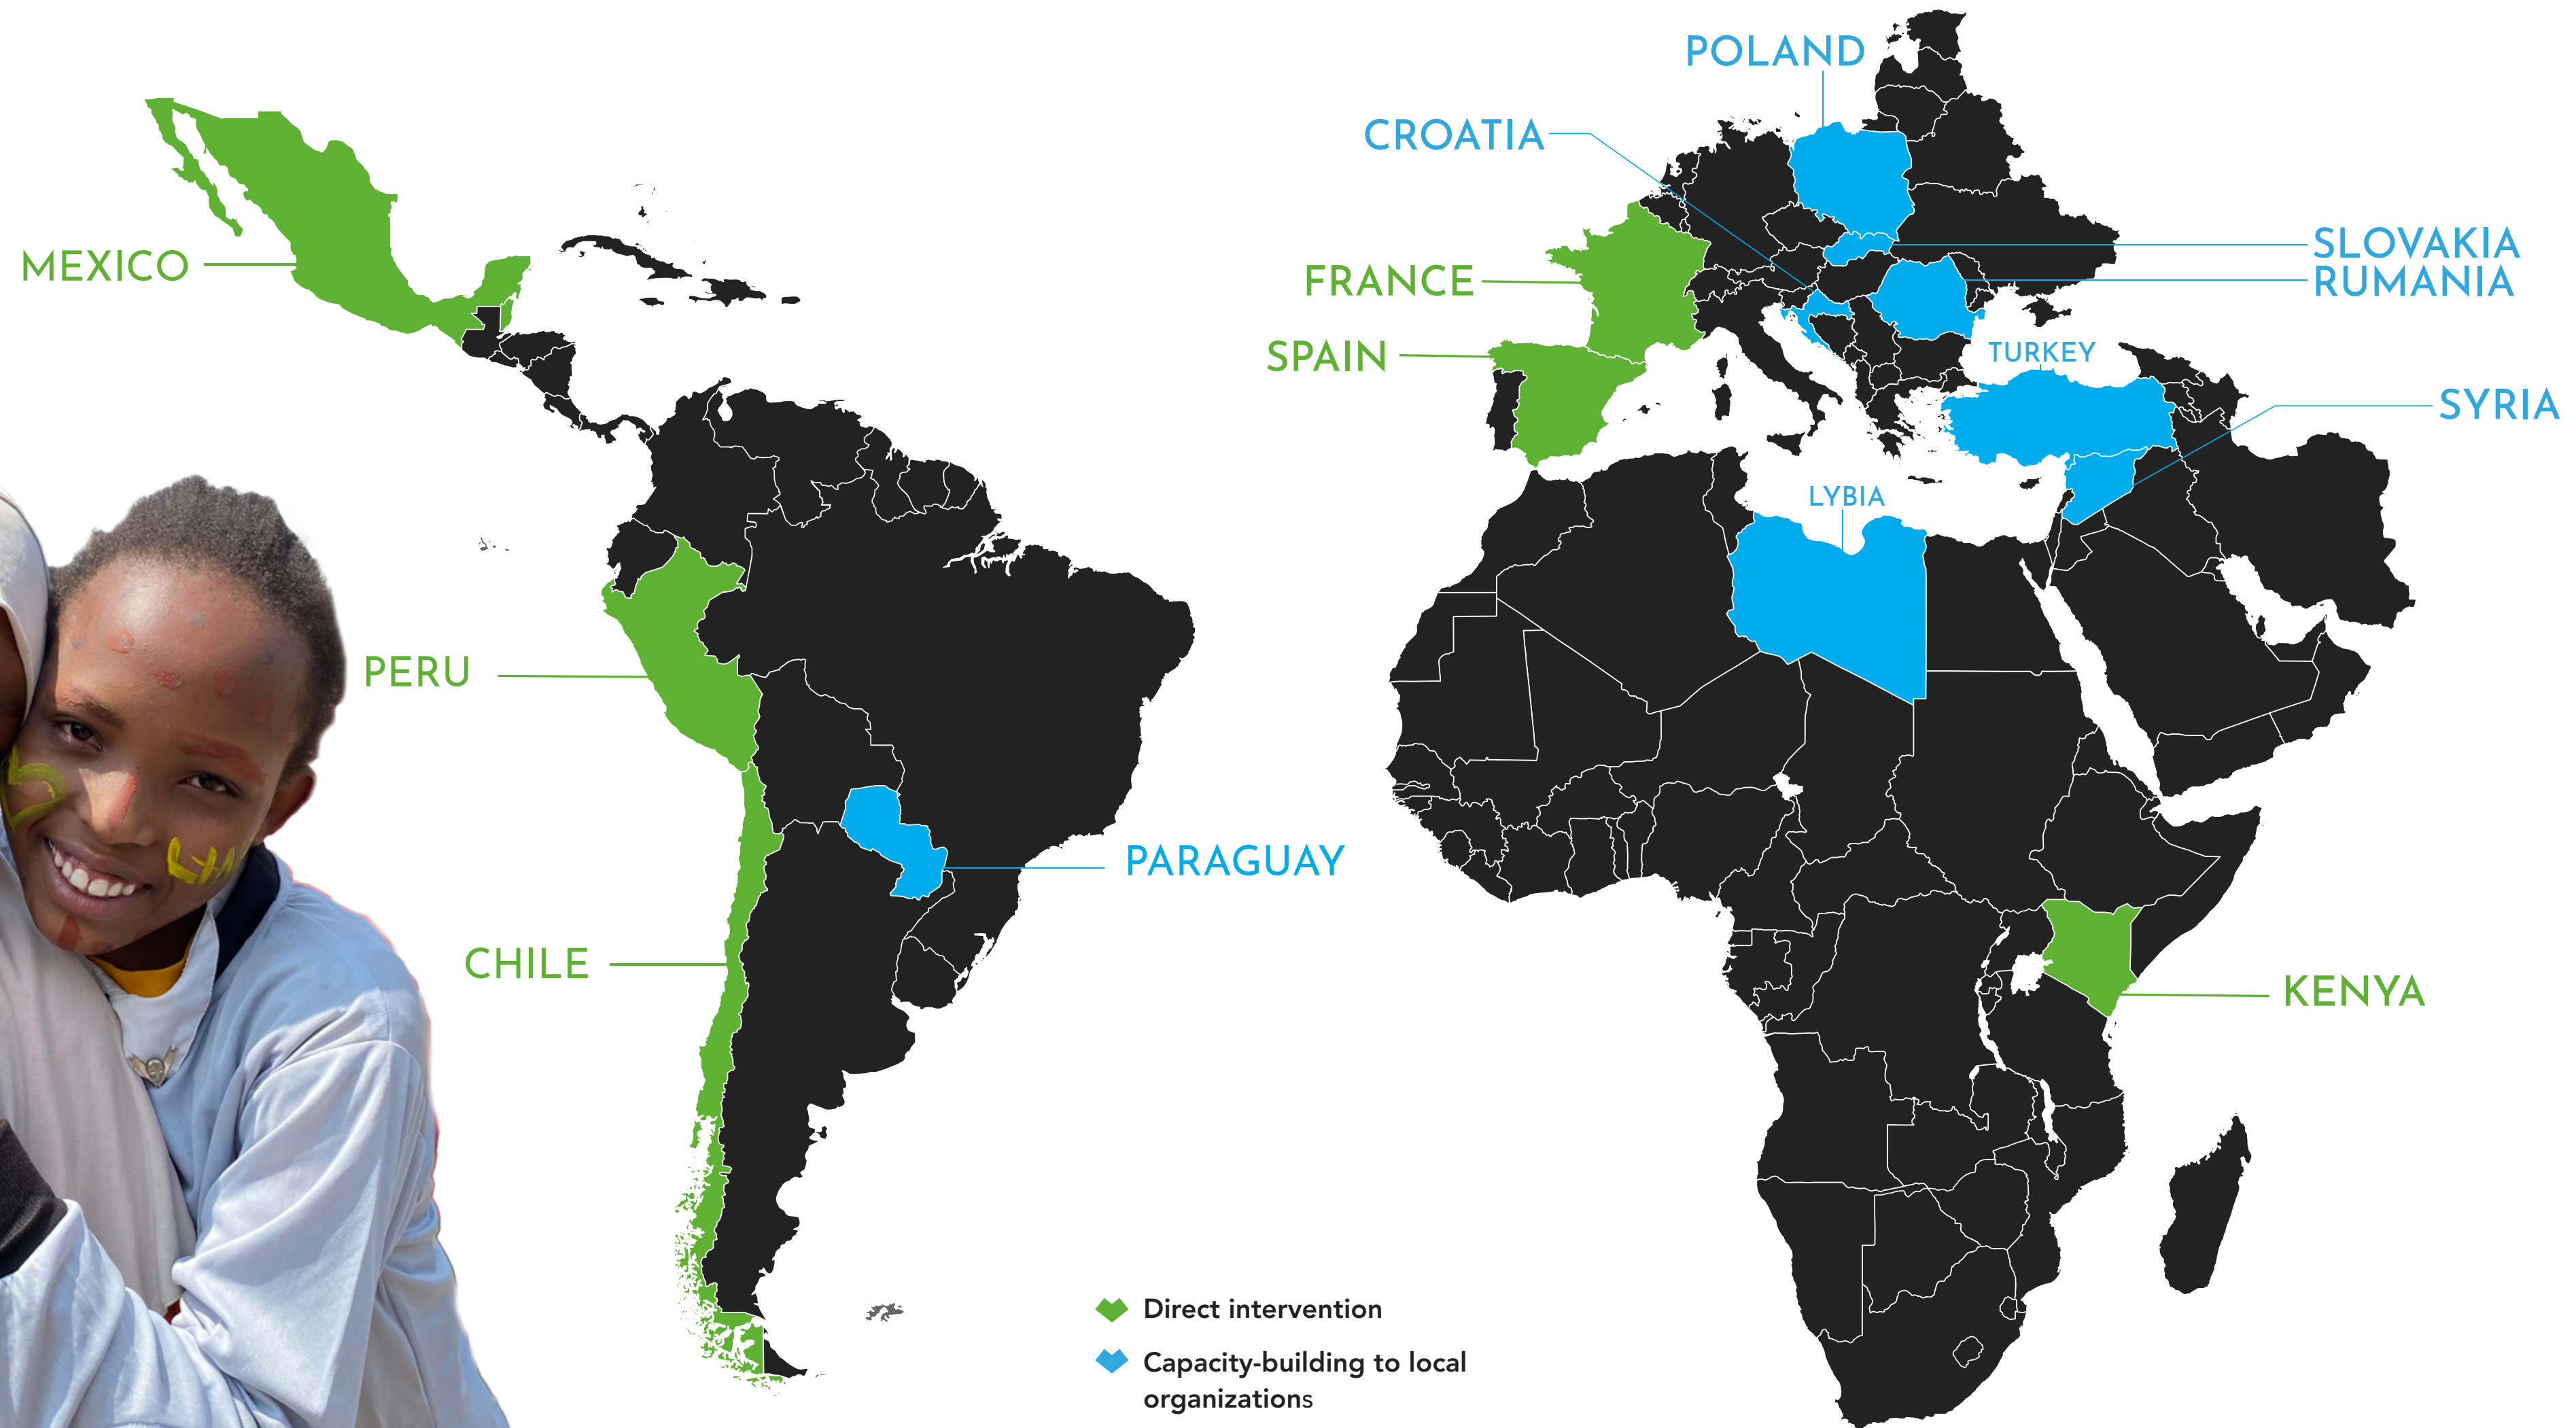 POLAND
CROATIA
SLOVAKIA
RUMANIA
MEXICO
FRANCE
SPAIN
TURKEY
SYRIA
LYBIA
PERU
PARAGUAY
CHILE
KENYA
Direct intervention
Capacity-building to local
organizations